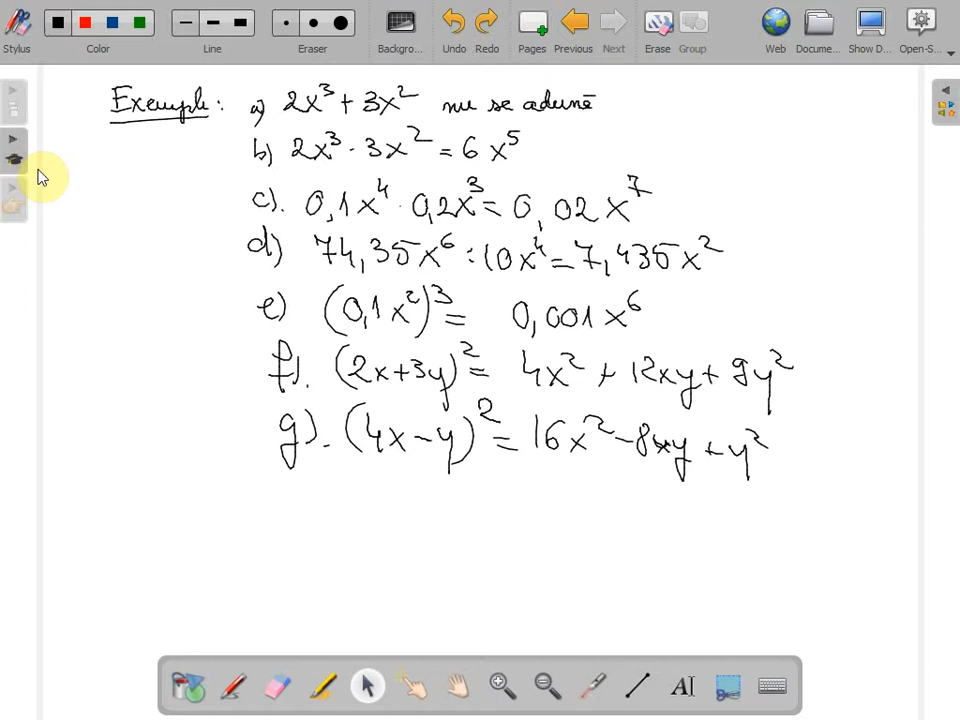 Stylus Color Line Eraser Backgro... Undo Redo Pages Previous Next Erase Group Web Docume... Show D... Open-S...
Exemple: a) 2x³ + 3x² nu se adună
b) 2x³ · 3x² = 6x⁵
c). 0,1x⁴ · 0,2x³ = 0,02x⁷
d) 74,35x⁶ : 10x⁴ = 7,435x²
e) (0,1x²)³ = 0,001x⁶
f). (2x+3y)² = 4x² + 12xy + 9y²
g). (4x-y)² = 16x² - 8xy + y²